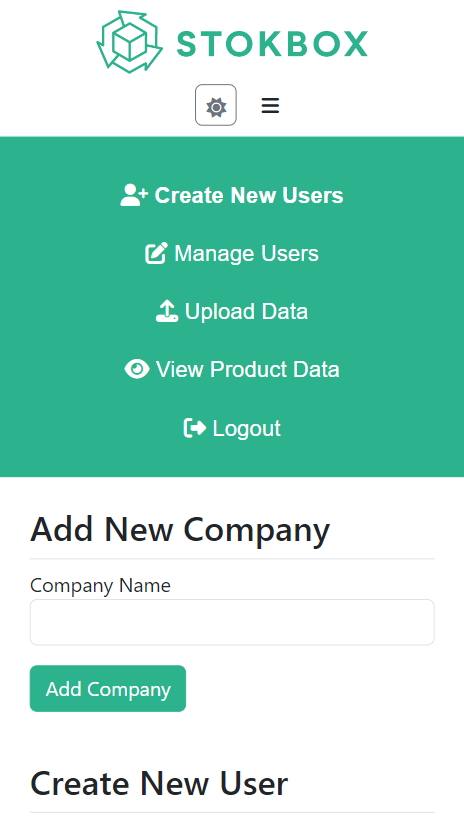 STOKBOX
Create New Users
Manage Users
Upload Data
View Product Data
Logout
Add New Company
Company Name
Add Company
Create New User